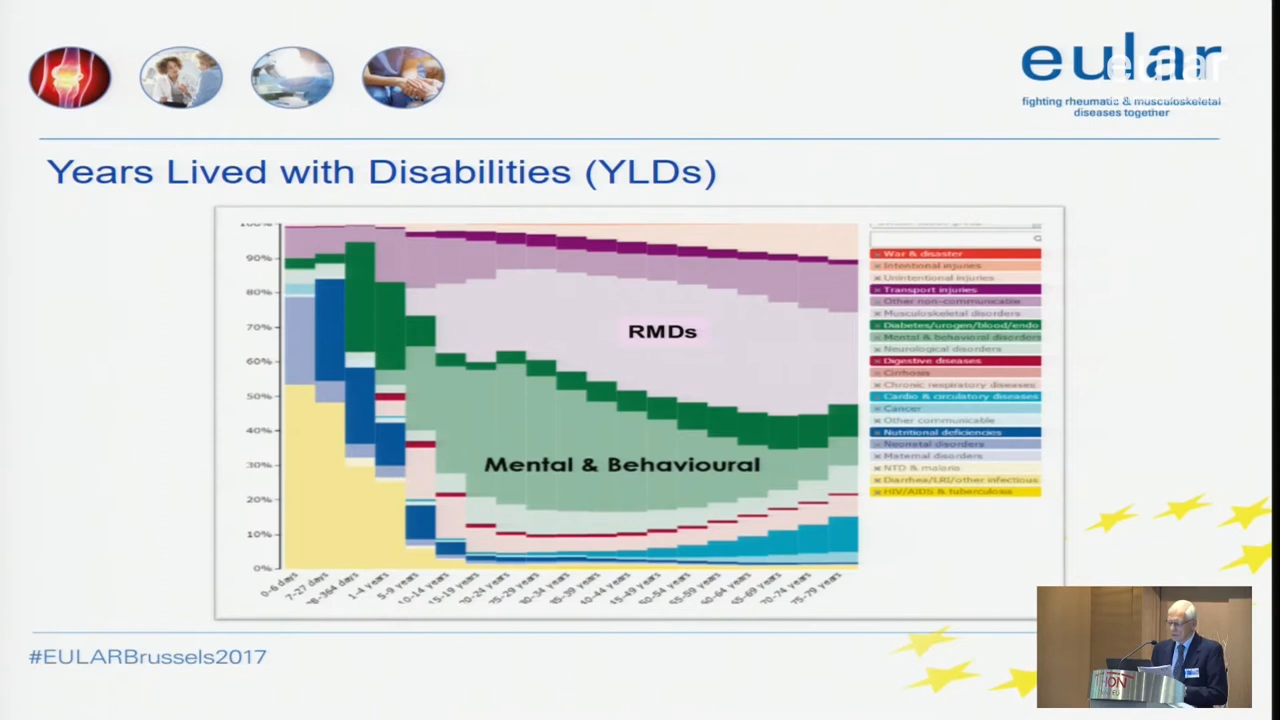 eular
fighting rheumatic & musculoskeletal
diseases together
Years Lived with Disabilities (YLDs)
100%
90%
80%
70%
60%
50%
40%
30%
20%
10%
0%
RMDs
Mental & Behavioural
0-6 days
7-27 days
28-364 days
1-4 years
5-9 years
10-14 years
15-19 years
20-24 years
25-29 years
30-34 years
35-39 years
40-44 years
45-49 years
50-54 years
55-59 years
60-64 years
65-69 years
70-74 years
75-79 years
War & disaster
Intentional injuries
Unintentional injuries
Transport injuries
Other non-communicable
Musculoskeletal disorders
Diabetes/urogen/blood/endo
Mental & behavioral disorders
Neurological disorders
Digestive diseases
Cirrhosis
Chronic respiratory diseases
Cardio & circulatory diseases
Cancer
Other communicable
Nutritional deficiencies
Neonatal disorders
Maternal disorders
NTD & malaria
Diarrhea/LRI/other infectious
HIV/AIDS & tuberculosis
#EULARBrussels2017